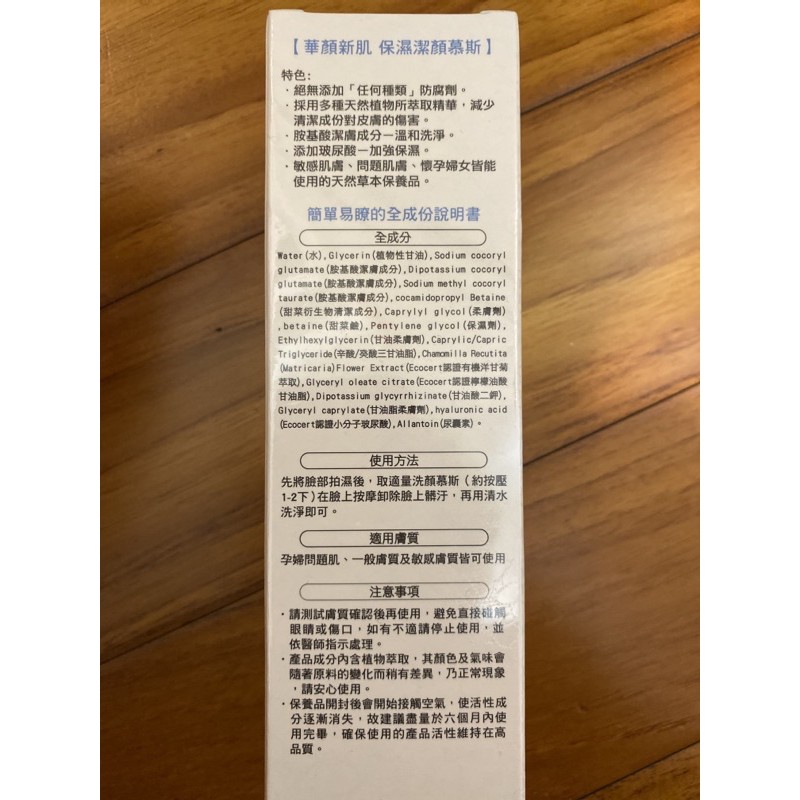 【華顏新肌 保濕潔顏慕斯】
特色:
·絕無添加「任何種類」防腐劑。
·採用多種天然植物所萃取精華,減少
清潔成份對皮膚的傷害。
·胺基酸潔膚成分—溫和洗淨。
·添加玻尿酸—加強保濕。
·敏感肌膚、問題肌膚、懷孕婦女皆能
使用的天然草本保養品。
簡單易瞭的全成份說明書
全成分
Water(水),Glycerin(植物性甘油),Sodium cocoryl
glutamate(胺基酸潔膚成分),Dipotassium cocoryl
glutamate(胺基酸潔膚成分),Sodium methyl cocoryl
taurate(胺基酸潔膚成分),cocamidopropyl Betaine
(甜菜衍生物清潔成分),Caprylyl glycol(柔膚劑)
,betaine(甜菜鹼),Pentylene glycol(保濕劑),
Ethylhexylglycerin(甘油柔膚劑),Caprylic/Capric
Triglyceride(辛酸/癸酸三甘油脂),Chamomilla Recutita
(Matricaria)Flower Extract(Ecocert認證有機洋甘菊
萃取),Glyceryl oleate citrate(Ecocert認證檸檬油酸
甘油脂),Dipotassium glycyrrhizinate(甘油酸二鉀),
Glyceryl caprylate(甘油脂柔膚劑),hyaluronic acid
(Ecocert認證小分子玻尿酸),Allantoin(尿囊素)。
使用方法
先將臉部拍濕後,取適量洗顏慕斯(約按壓
1-2下)在臉上按摩卸除臉上髒汙,再用清水
洗淨即可。
適用膚質
孕婦問題肌、一般膚質及敏感膚質皆可使用
注意事項
·請測試膚質確認後再使用,避免直接碰觸
眼睛或傷口,如有不適請停止使用,並
依醫師指示處理。
·產品成分內含植物萃取,其顏色及氣味會
隨著原料的變化而稍有差異,乃正常現象
,請安心使用。
·保養品開封後會開始接觸空氣,使活性成
分逐漸消失,故建議盡量於六個月內使
用完畢,確保使用的產品活性維持在高
品質。